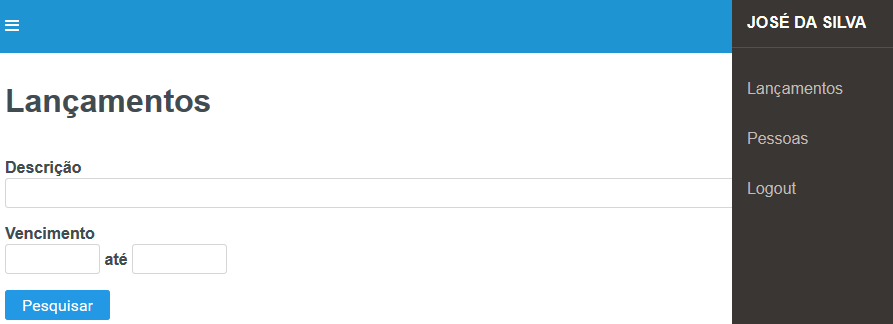 JOSÉ DA SILVA
Lançamentos
Pessoas
Logout
Lançamentos
Descrição
Vencimento
até
Pesquisar